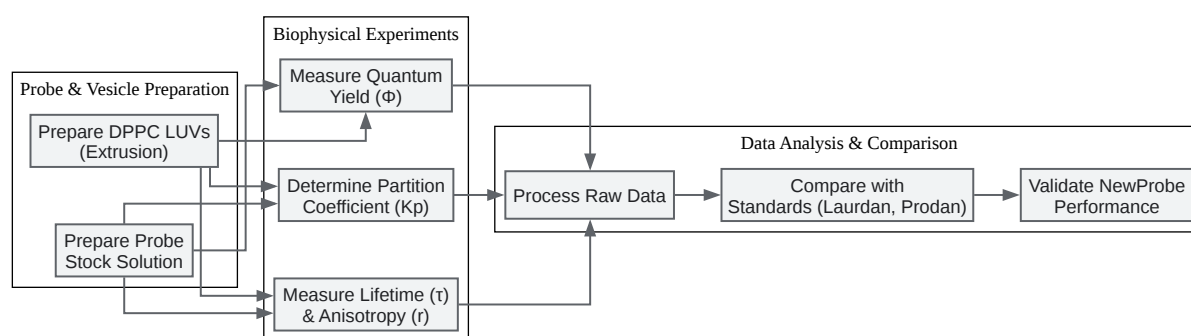 Probe & Vesicle Preparation
Prepare DPPC LUVs
(Extrusion)
Prepare Probe
Stock Solution
Biophysical Experiments
Measure Quantum
Yield (Φ)
Determine Partition
Coefficient (Kp)
Measure Lifetime (τ)
& Anisotropy (r)
Data Analysis & Comparison
Process Raw Data
Compare with
Standards (Laurdan, Prodan)
Validate NewProbe
Performance